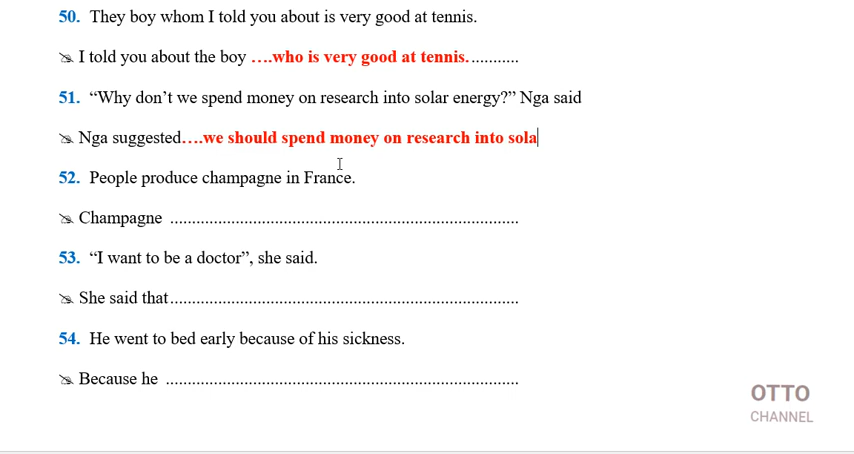 50. They boy whom I told you about is very good at tennis.
I told you about the boy ….who is very good at tennis............
51. “Why don’t we spend money on research into solar energy?” Nga said
Nga suggested….we should spend money on research into sola
52. People produce champagne in France.
Champagne ................................................................................
53. “I want to be a doctor”, she said.
She said that................................................................................
54. He went to bed early because of his sickness.
Because he .................................................................................
OTTO
CHANNEL